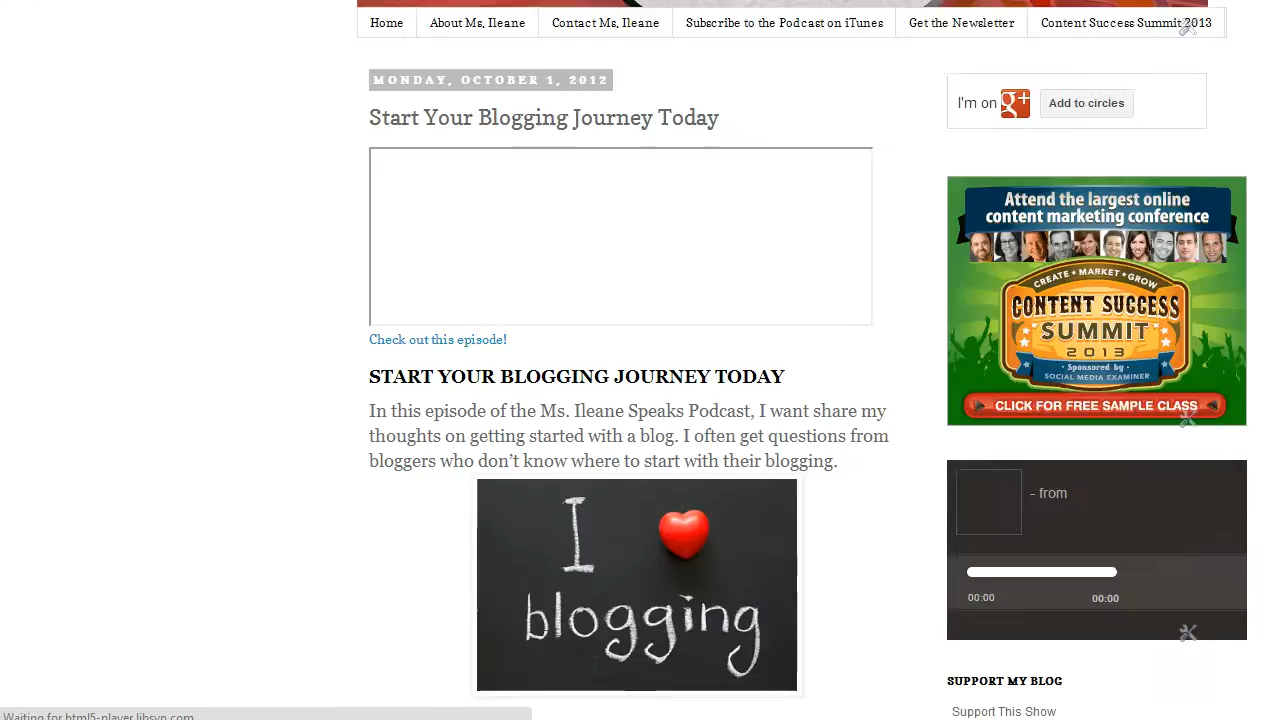 Home
About Ms. Ileane
Contact Ms. Ileane
Subscribe to the Podcast on iTunes
Get the Newsletter
Content Success Summit 2013
MONDAY, OCTOBER 1, 2012
Start Your Blogging Journey Today
Check out this episode!
START YOUR BLOGGING JOURNEY TODAY
In this episode of the Ms. Ileane Speaks Podcast, I want share my
thoughts on getting started with a blog. I often get questions from
bloggers who don’t know where to start with their blogging.
I
blogging
I'm on g+
Add to circles
Attend the largest online
content marketing conference
CREATE ★ MARKET ★ GROW
CONTENT SUCCESS
SUMMIT
2013
Sponsored by
SOCIAL MEDIA EXAMINER
CLICK FOR FREE SAMPLE CLASS
- from
00:00
00:00
SUPPORT MY BLOG
Support This Show
Waiting for html5-player.libsyn.com